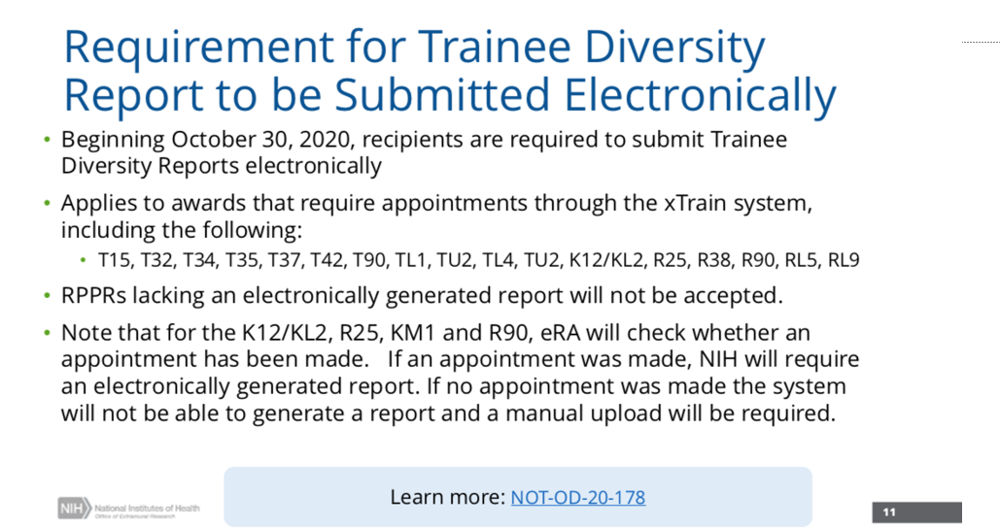 Requirement for Trainee Diversity
Report to be Submitted Electronically
• Beginning October 30, 2020, recipients are required to submit Trainee
Diversity Reports electronically
• Applies to awards that require appointments through the xTrain system,
including the following:
• T15, T32, T34, T35, T37, T42, T90, TL1, TU2, TL4, TU2, K12/KL2, R25, R38, R90, RL5, RL9
• RPPRs lacking an electronically generated report will not be accepted.
• Note that for the K12/KL2, R25, KM1 and R90, eRA will check whether an
appointment has been made.   If an appointment was made, NIH will require
an electronically generated report. If no appointment was made the system
will not be able to generate a report and a manual upload will be required.
Learn more: NOT-OD-20-178
NIH National Institutes of Health
Office of Extramural Research
11